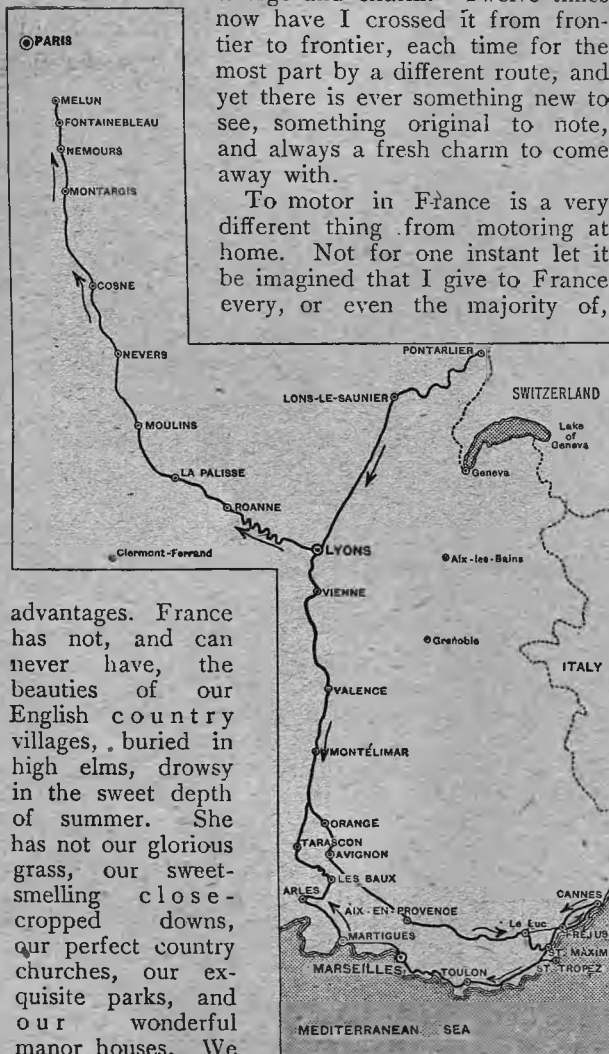 now have I crossed it from fron-
tier to frontier, each time for the
most part by a different route, and
yet there is ever something new to
see, something original to note,
and always a fresh charm to come
away with.
To motor in France is a very
different thing from motoring at
home. Not for one instant let it
be imagined that I give to France
every, or even the majority of,
PARIS
MELUN
FONTAINEBLEAU
NEMOURS
MONTARGIS
COSNE
NEVERS
MOULINS
LA PALISSE
ROANNE
Clermont-Ferrand
PONTARLIER
LONS-LE-SAUNIER
SWITZERLAND
Lake
of
Geneva
Geneva
LYONS
Aix-les-Bains
VIENNE
Grenoble
ITALY
VALENCE
MONTÉLIMAR
ORANGE
TARASCON
AVIGNON
LES BAUX
ARLES
CANNES
AIX-EN-PROVENCE
Le Luc
FRÉJUS
MARTIGUES
ST. MAXIM
MARSEILLES
TOULON
ST. TROPEZ
MEDITERRANEAN SEA
advantages. France
has not, and can
never have, the
beauties of our
English country
villages, buried in
high elms, drowsy
in the sweet depth
of summer. She
has not our glorious
grass, our sweet-
smelling close-
cropped downs,
our perfect country
churches, our ex-
quisite parks, and
our wonderful
manor houses. We